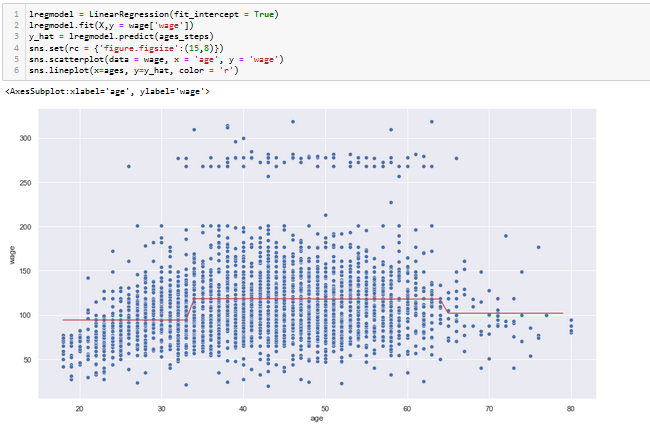 1 lregmodel = LinearRegression(fit_intercept = True)
2 lregmodel.fit(X,y = wage['wage'])
3 y_hat = lregmodel.predict(ages_steps)
4 sns.set(rc = {'figure.figsize':(15,8)})
5 sns.scatterplot(data = wage, x = 'age', y = 'wage')
6 sns.lineplot(x=ages, y=y_hat, color = 'r')
<AxesSubplot:xlabel='age', ylabel='wage'>
300
250
200
wage
150
100
50
20 30 40 50 60 70 80
age